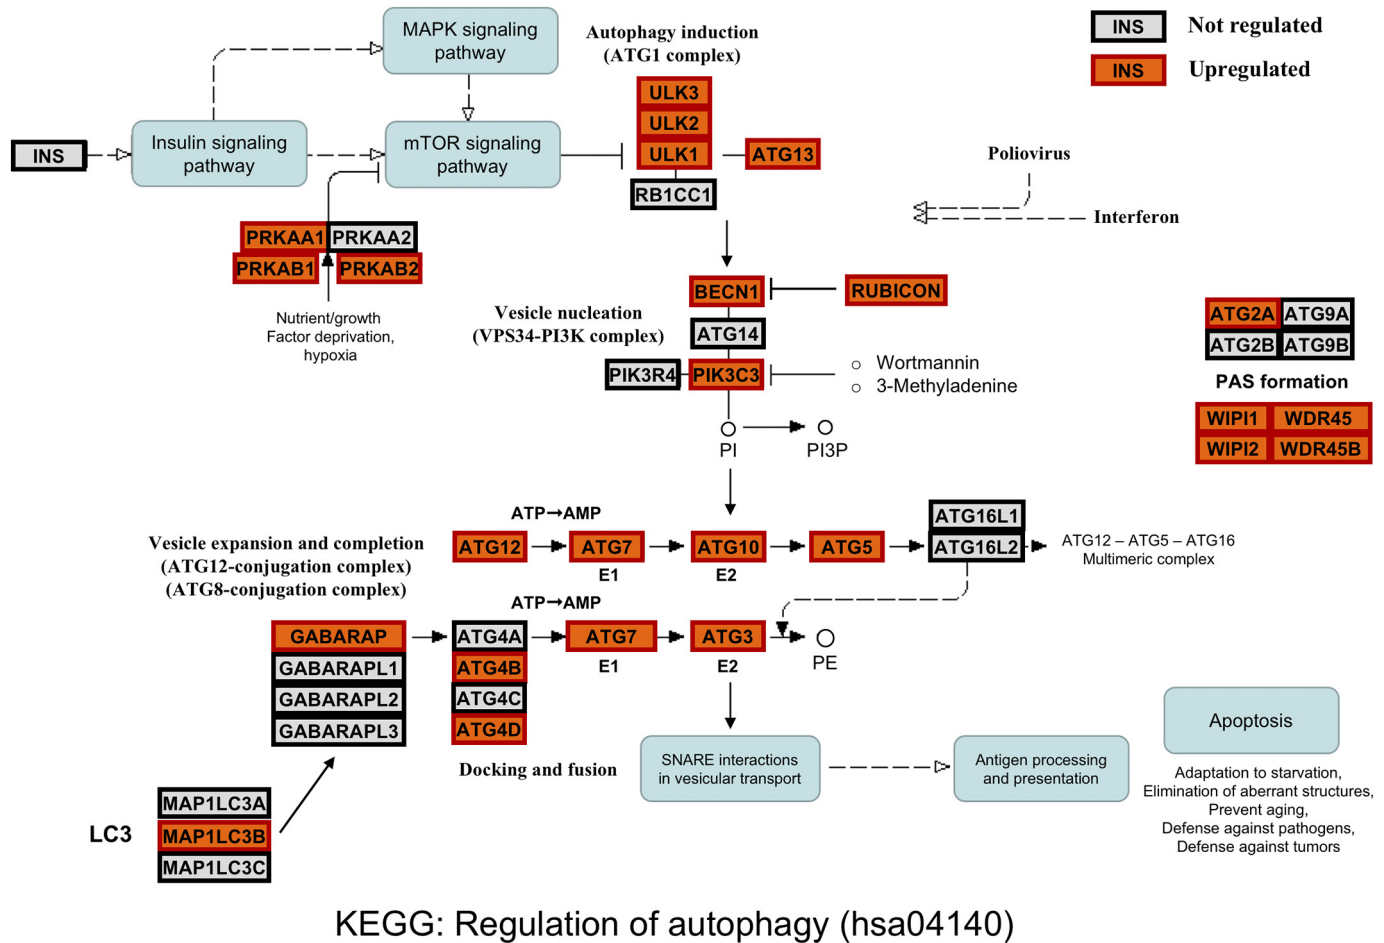 MAPK signaling
pathway
Autophagy induction
(ATG1 complex)
INS
Not regulated
INS
Upregulated
ULK3
ULK2
ULK1
ATG13
RB1CC1
INS
Insulin signaling
pathway
mTOR signaling
pathway
Poliovirus
Interferon
PRKAA1
PRKAA2
PRKAB1
PRKAB2
Nutrient/growth
Factor deprivation,
hypoxia
BECN1
RUBICON
Vesicle nucleation
(VPS34-PI3K complex)
ATG14
PIK3R4
PIK3C3
Wortmannin
3-Methyladenine
PI
PI3P
ATG2A
ATG9A
ATG2B
ATG9B
PAS formation
WIPI1
WDR45
WIPI2
WDR45B
Vesicle expansion and completion
(ATG12-conjugation complex)
(ATG8-conjugation complex)
ATP→AMP
ATG12
ATG7
ATG10
ATG5
ATG16L1
ATG16L2
E1
E2
ATG12 – ATG5 – ATG16
Multimeric complex
ATP→AMP
GABARAP
GABARAPL1
GABARAPL2
GABARAPL3
ATG4A
ATG4B
ATG4C
ATG4D
ATG7
ATG3
E1
E2
PE
Docking and fusion
SNARE interactions
in vesicular transport
Antigen processing
and presentation
Apoptosis
Adaptation to starvation,
Elimination of aberrant structures,
Prevent aging,
Defense against pathogens,
Defense against tumors
LC3
MAP1LC3A
MAP1LC3B
MAP1LC3C
KEGG: Regulation of autophagy (hsa04140)